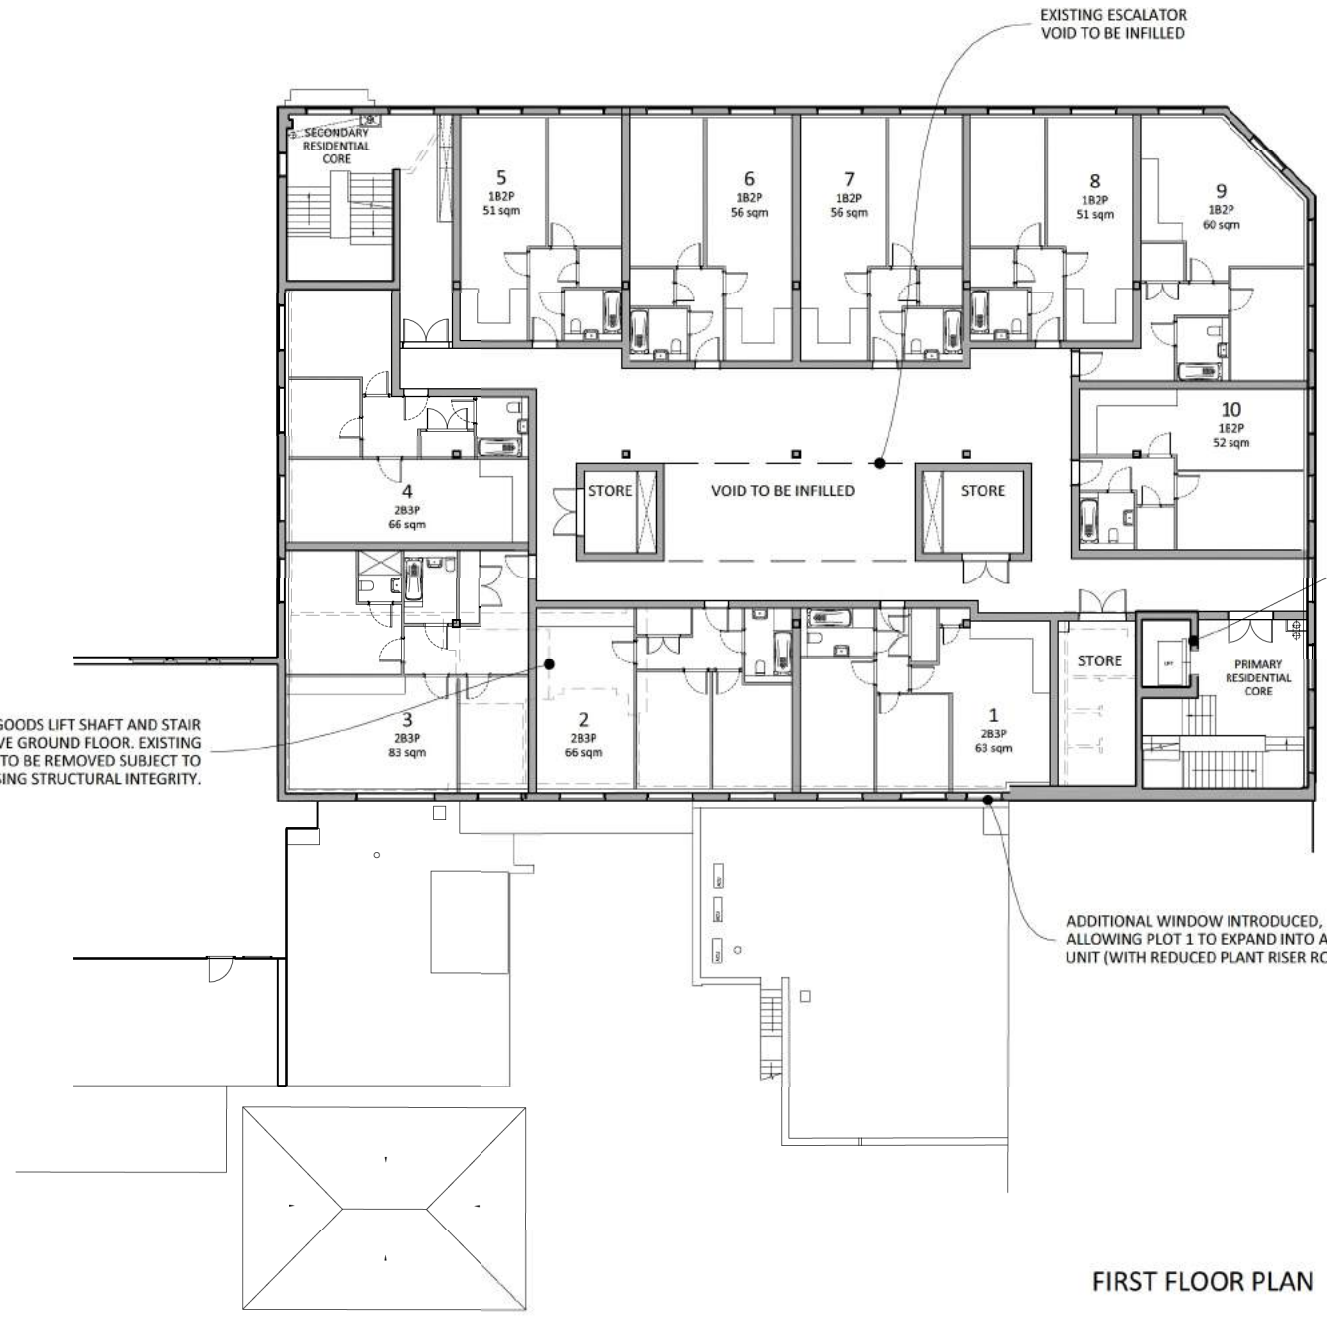 EXISTING ESCALATOR
VOID TO BE INFILLED
SECONDARY
RESIDENTIAL
CORE
5
1B2P
51 sqm
6
1B2P
56 sqm
7
1B2P
56 sqm
8
1B2P
51 sqm
9
1B2P
60 sqm
10
1B2P
52 sqm
4
2B3P
66 sqm
STORE
VOID TO BE INFILLED
STORE
3
2B3P
83 sqm
2
2B3P
66 sqm
1
2B3P
63 sqm
STORE
LIFT
PRIMARY
RESIDENTIAL
CORE
GOODS LIFT SHAFT AND STAIR
VE GROUND FLOOR. EXISTING
TO BE REMOVED SUBJECT TO
SING STRUCTURAL INTEGRITY.
ADDITIONAL WINDOW INTRODUCED,
ALLOWING PLOT 1 TO EXPAND INTO A
UNIT (WITH REDUCED PLANT RISER RO
FIRST FLOOR PLAN